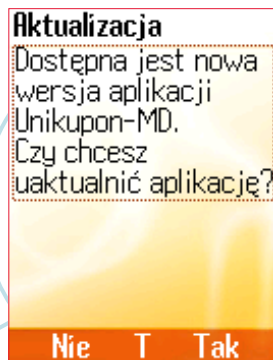 Aktualizacja
Dostępna jest nowa
wersja aplikacji
Unikupon-MD.
Czy chcesz
uaktualnić aplikację?
Nie T Tak